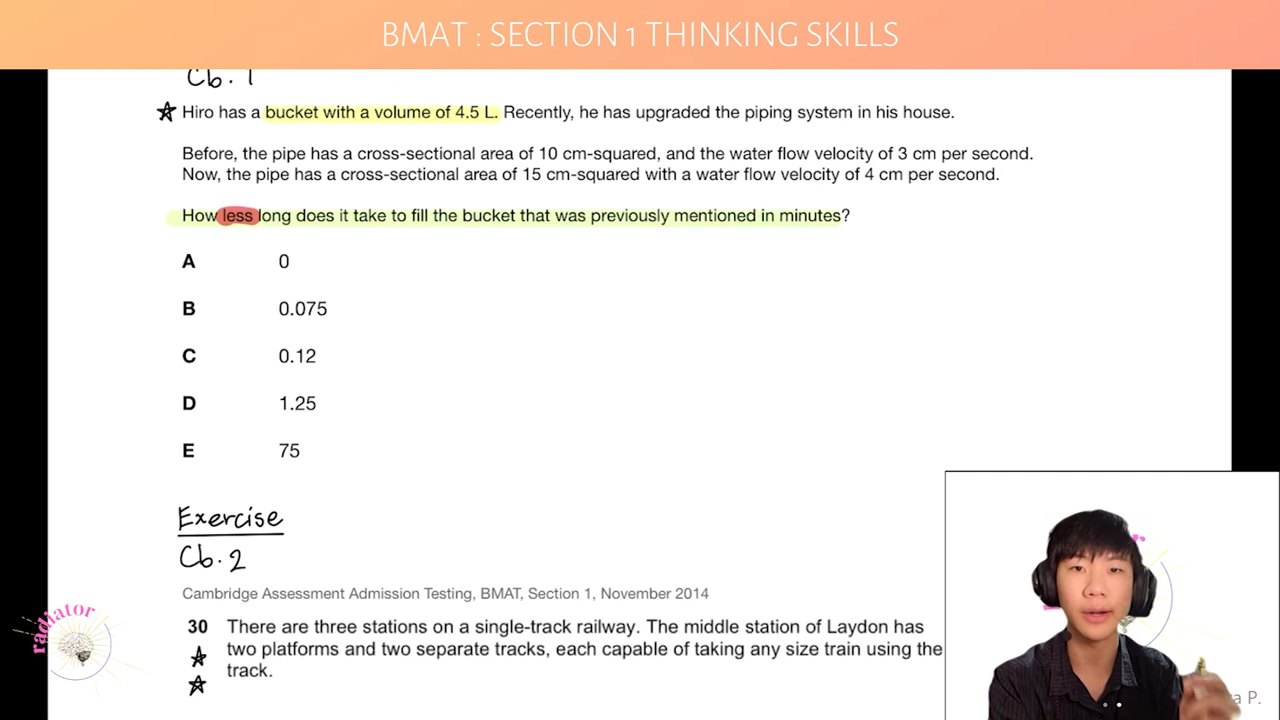 BMAT : SECTION 1 THINKING SKILLS
Cb. 1
Hiro has a bucket with a volume of 4.5 L. Recently, he has upgraded the piping system in his house.
Before, the pipe has a cross-sectional area of 10 cm-squared, and the water flow velocity of 3 cm per second.
Now, the pipe has a cross-sectional area of 15 cm-squared with a water flow velocity of 4 cm per second.
How less long does it take to fill the bucket that was previously mentioned in minutes?
A 0
B 0.075
C 0.12
D 1.25
E 75
Exercise
Cb. 2
Cambridge Assessment Admission Testing, BMAT, Section 1, November 2014
30 There are three stations on a single-track railway. The middle station of Laydon has
two platforms and two separate tracks, each capable of taking any size train using the
track.
radiator
P.